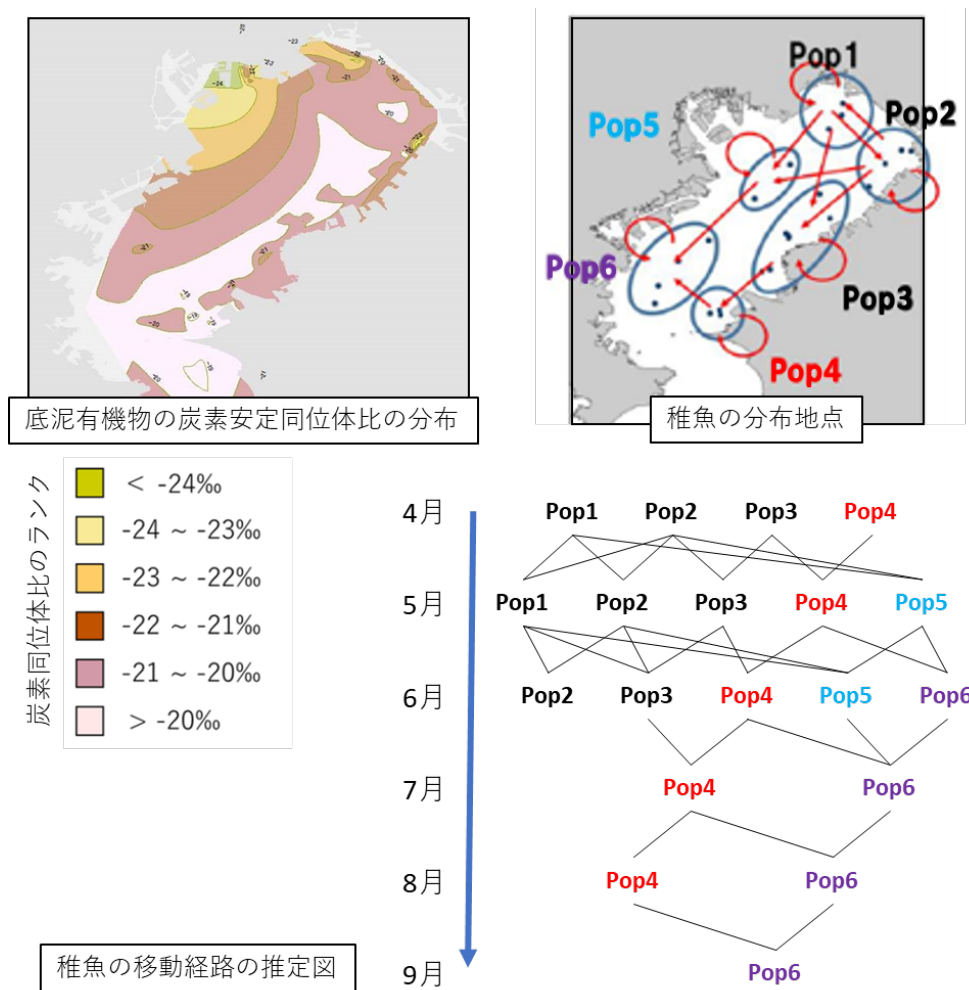 Pop1
Pop2
Pop5
Pop6
Pop3
Pop4
底泥有機物の炭素安定同位体比の分布
稚魚の分布地点
炭素同位体比のランク
< -24‰
-24 ~ -23‰
-23 ~ -22‰
-22 ~ -21‰
-21 ~ -20‰
> -20‰
4月
Pop1 Pop2 Pop3 Pop4
5月
Pop1 Pop2 Pop3 Pop4 Pop5
6月
Pop2 Pop3 Pop4 Pop5 Pop6
7月
Pop4 Pop6
8月
Pop4 Pop6
9月
Pop6
稚魚の移動経路の推定図